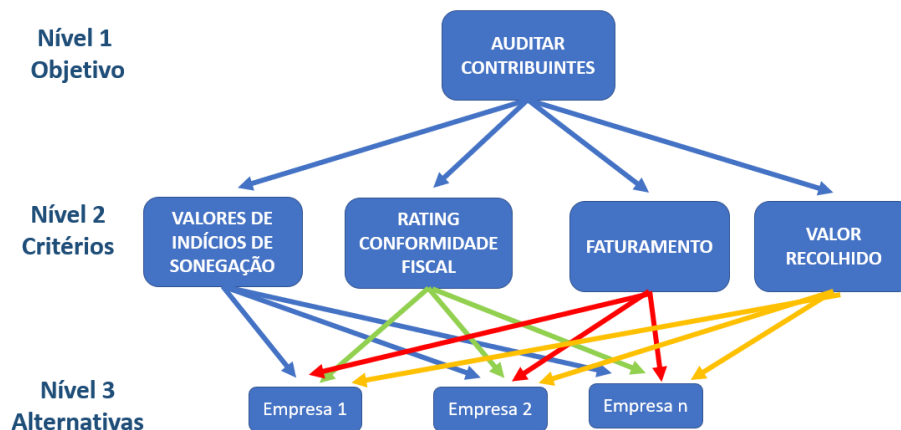 Nível 1
Objetivo
AUDITAR
CONTRIBUINTES
Nível 2
Critérios
VALORES DE
INDÍCIOS DE
SONEGAÇÃO
RATING
CONFORMIDADE
FISCAL
FATURAMENTO
VALOR
RECOLHIDO
Nível 3
Alternativas
Empresa 1
Empresa 2
Empresa n